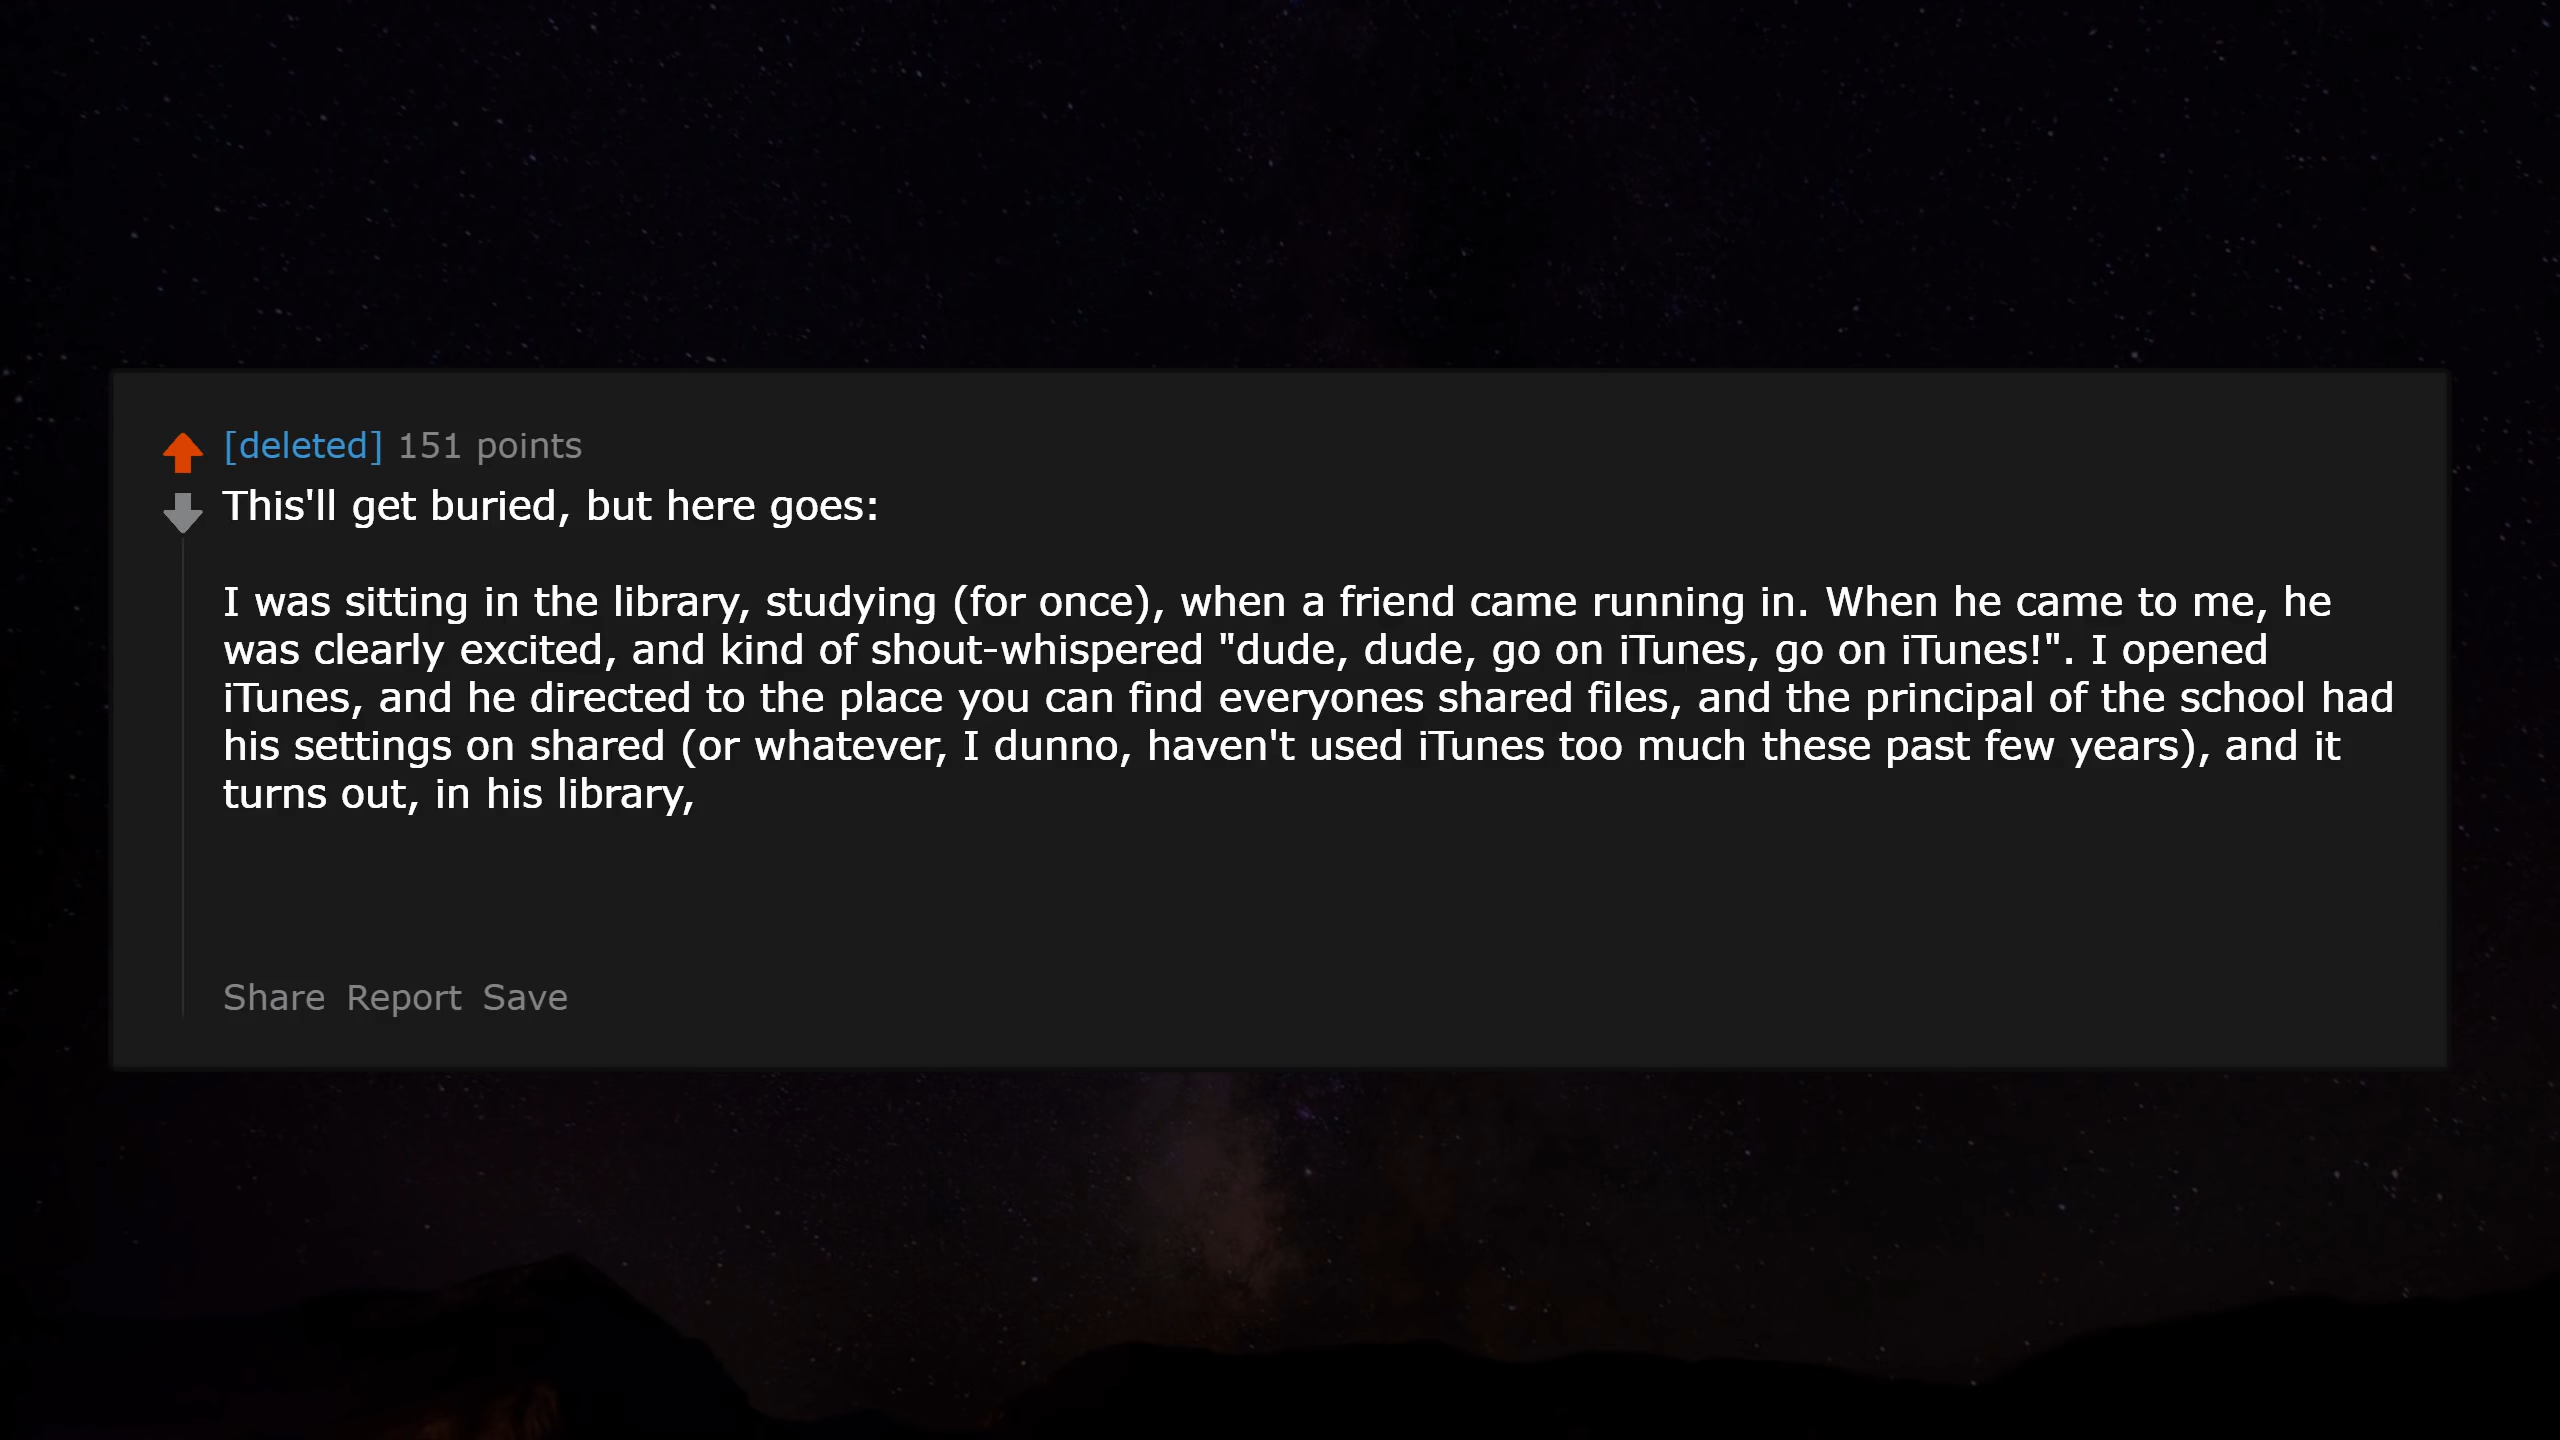 [deleted] 151 points
This'll get buried, but here goes:
I was sitting in the library, studying (for once), when a friend came running in. When he came to me, he
was clearly excited, and kind of shout-whispered "dude, dude, go on iTunes, go on iTunes!". I opened
iTunes, and he directed to the place you can find everyones shared files, and the principal of the school had
his settings on shared (or whatever, I dunno, haven't used iTunes too much these past few years), and it
turns out, in his library,
Share Report Save